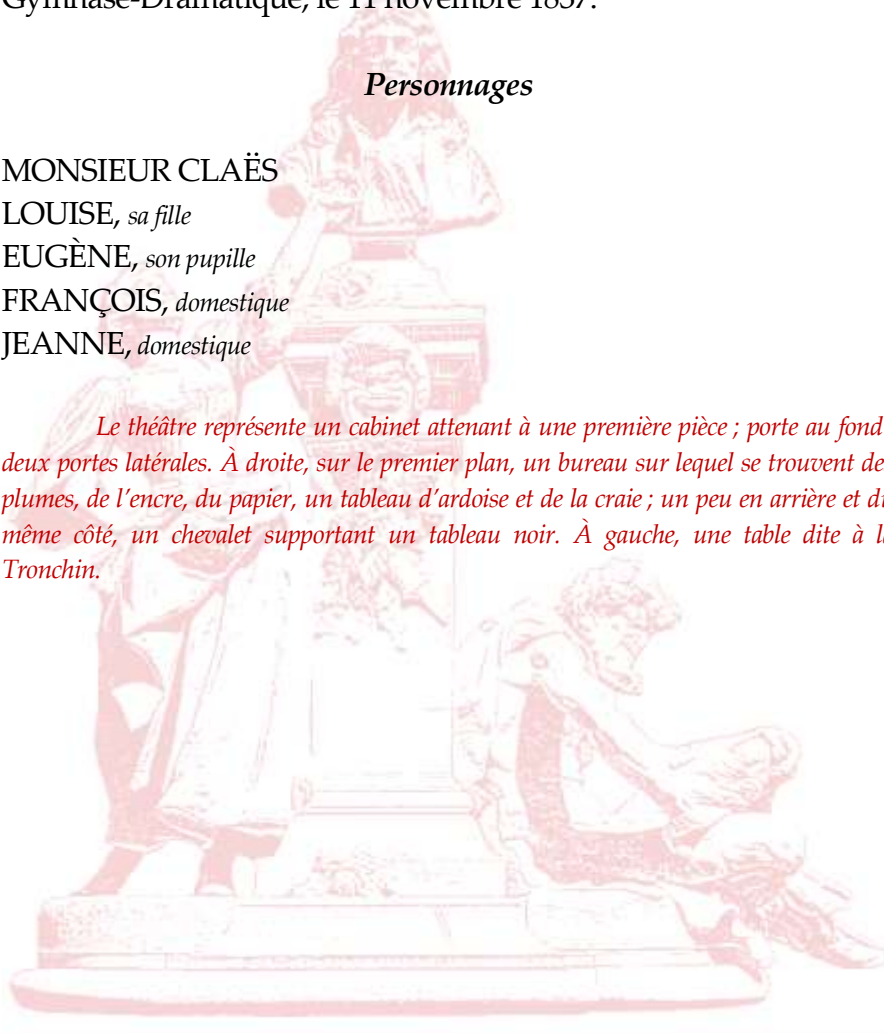 Gymnase-Dramatique, le 11 novembre 1837.
Personnages
MONSIEUR CLAËS
LOUISE, sa fille
EUGÈNE, son pupille
FRANÇOIS, domestique
JEANNE, domestique
Le théâtre représente un cabinet attenant à une première pièce ; porte au fond
deux portes latérales. À droite, sur le premier plan, un bureau sur lequel se trouvent de
plumes, de l’encre, du papier, un tableau d’ardoise et de la craie ; un peu en arrière et d
même côté, un chevalet supportant un tableau noir. À gauche, une table dite à l
Tronchin.